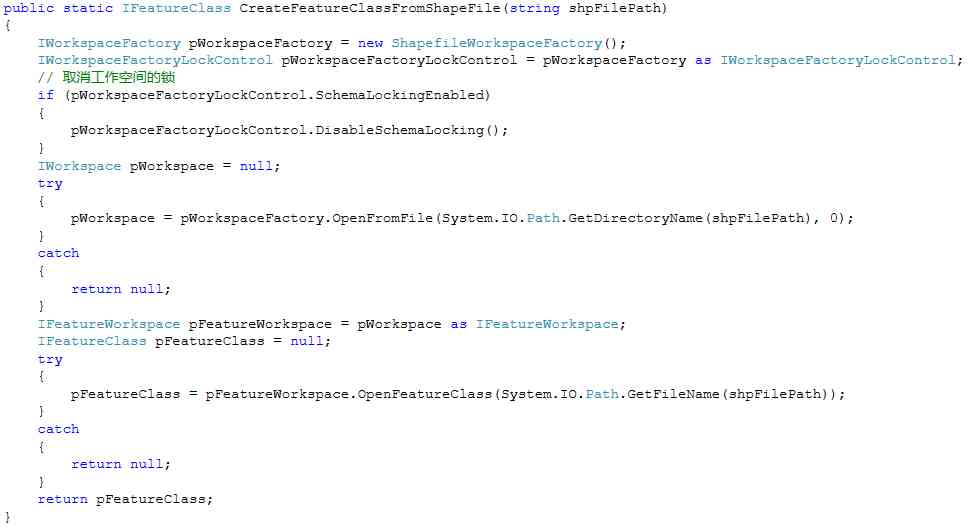 public static IFeatureClass CreateFeatureClassFromShapeFile(string shpFilePath)
{
    IWorkspaceFactory pWorkspaceFactory = new ShapefileWorkspaceFactory();
    IWorkspaceFactoryLockControl pWorkspaceFactoryLockControl = pWorkspaceFactory as IWorkspaceFactoryLockControl;
    // 取消工作空间的锁
    if (pWorkspaceFactoryLockControl.SchemaLockingEnabled)
    {
        pWorkspaceFactoryLockControl.DisableSchemaLocking();
    }
    IWorkspace pWorkspace = null;
    try
    {
        pWorkspace = pWorkspaceFactory.OpenFromFile(System.IO.Path.GetDirectoryName(shpFilePath), 0);
    }
    catch
    {
        return null;
    }
    IFeatureWorkspace pFeatureWorkspace = pWorkspace as IFeatureWorkspace;
    IFeatureClass pFeatureClass = null;
    try
    {
        pFeatureClass = pFeatureWorkspace.OpenFeatureClass(System.IO.Path.GetFileName(shpFilePath));
    }
    catch
    {
        return null;
    }
    return pFeatureClass;
}